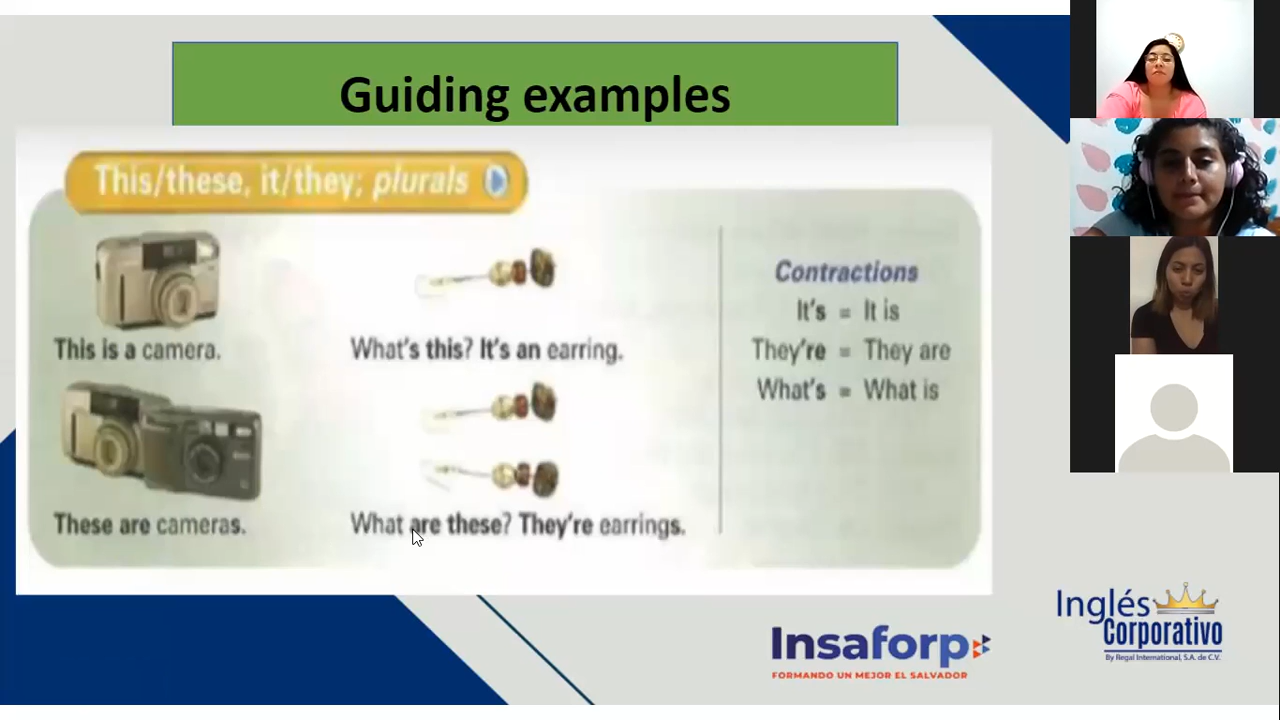 Guiding examples
This/these, it/they; plurals
This is a camera.
What's this? It's an earring.
These are cameras.
What are these? They're earrings.
Contractions
It's = It is
They're = They are
What's = What is
Insaforp
FORMANDO UN MEJOR EL SALVADOR
Inglés
Corporativo
By Regal International, S.A. de C.V.